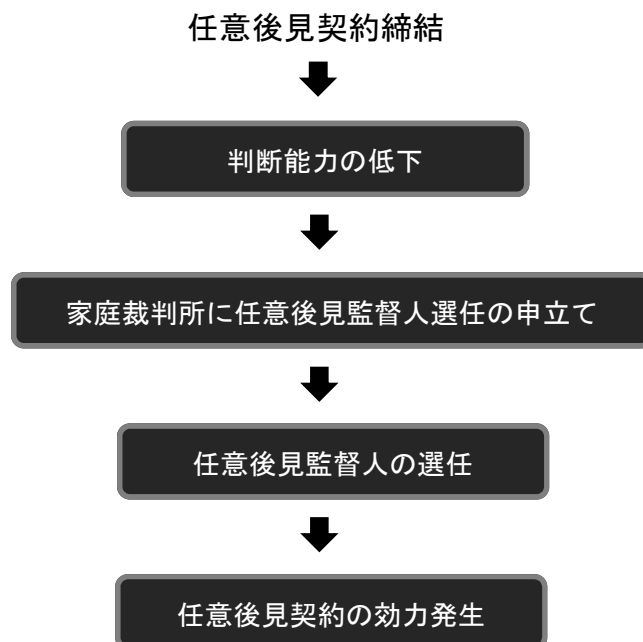 任意後見契約締結
判断能力の低下
家庭裁判所に任意後見監督人選任の申立て
任意後見監督人の選任
任意後見契約の効力発生